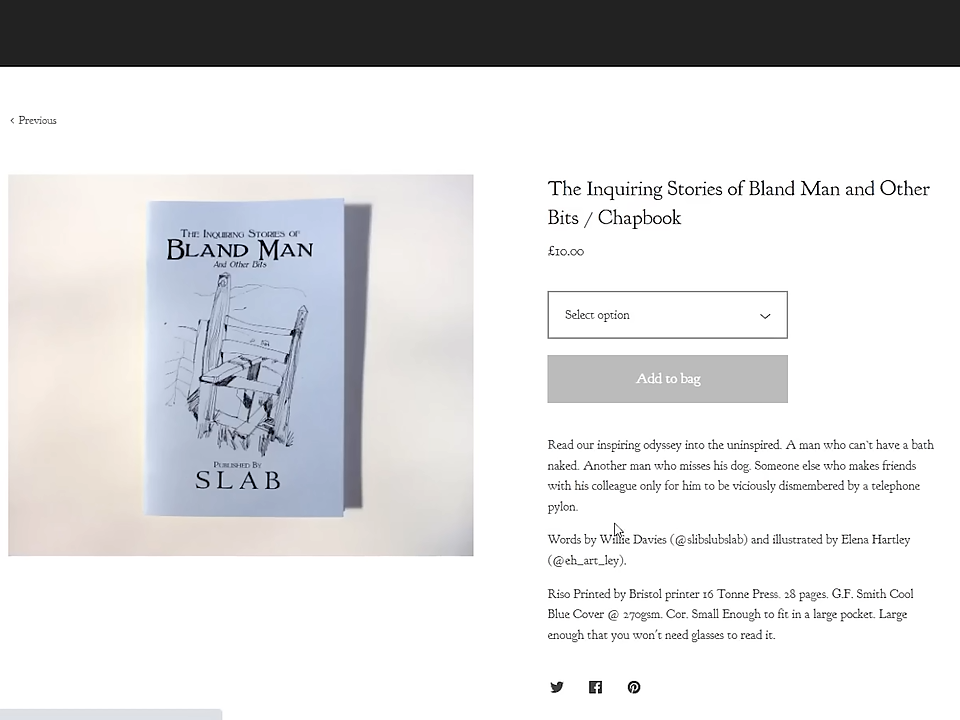 ‹ Previous
The Inquiring Stories of
Bland Man
And Other Bits
Published By
SLAB
The Inquiring Stories of Bland Man and Other
Bits / Chapbook
£10.00
Select option
Add to bag
Read our inspiring odyssey into the uninspired. A man who can't have a bath
naked. Another man who misses his dog. Someone else who makes friends
with his colleague only for him to be viciously dismembered by a telephone
pylon.
Words by Willie Davies (@slibslubslab) and illustrated by Elena Hartley
(@eh_art_ley).
Riso Printed by Bristol printer 16 Tonne Press. 28 pages. G.F. Smith Cool
Blue Cover @ 270gsm. Cor. Small Enough to fit in a large pocket. Large
enough that you won't need glasses to read it.